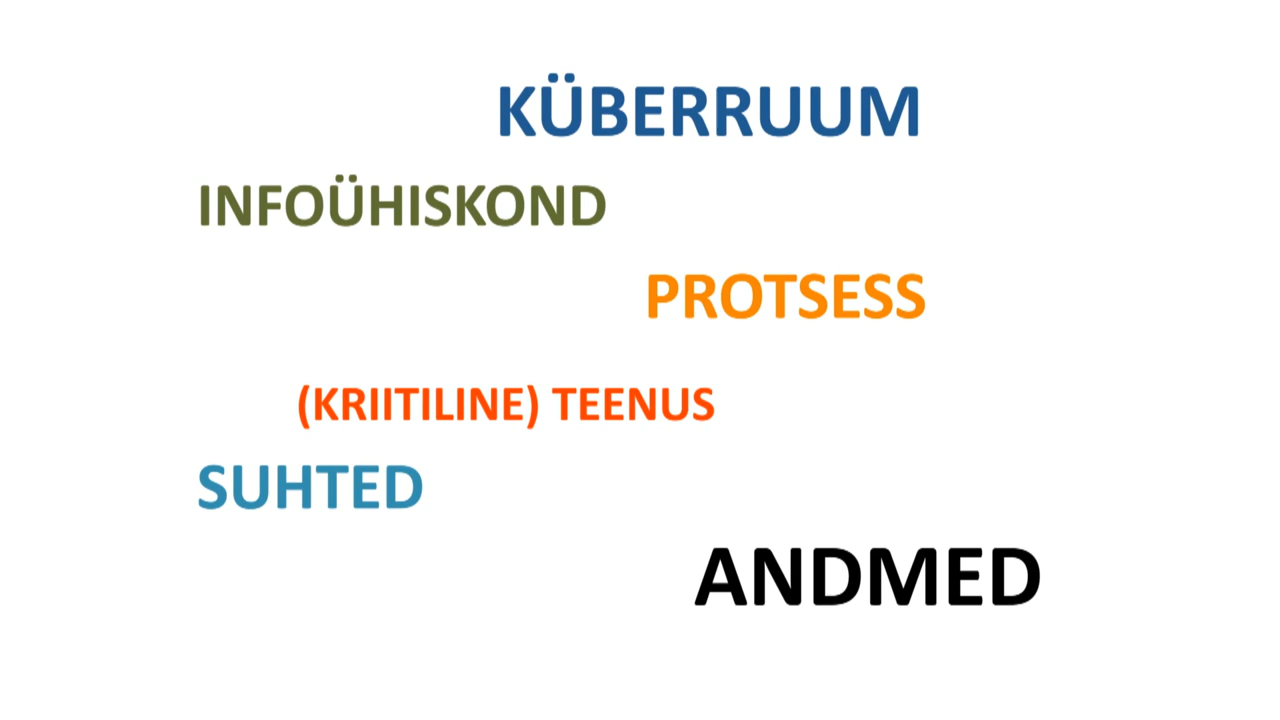 KÜBERRUUM
INFOÜHISKOND
PROTSESS
(KRIITILINE) TEENUS
SUHTED
ANDMED